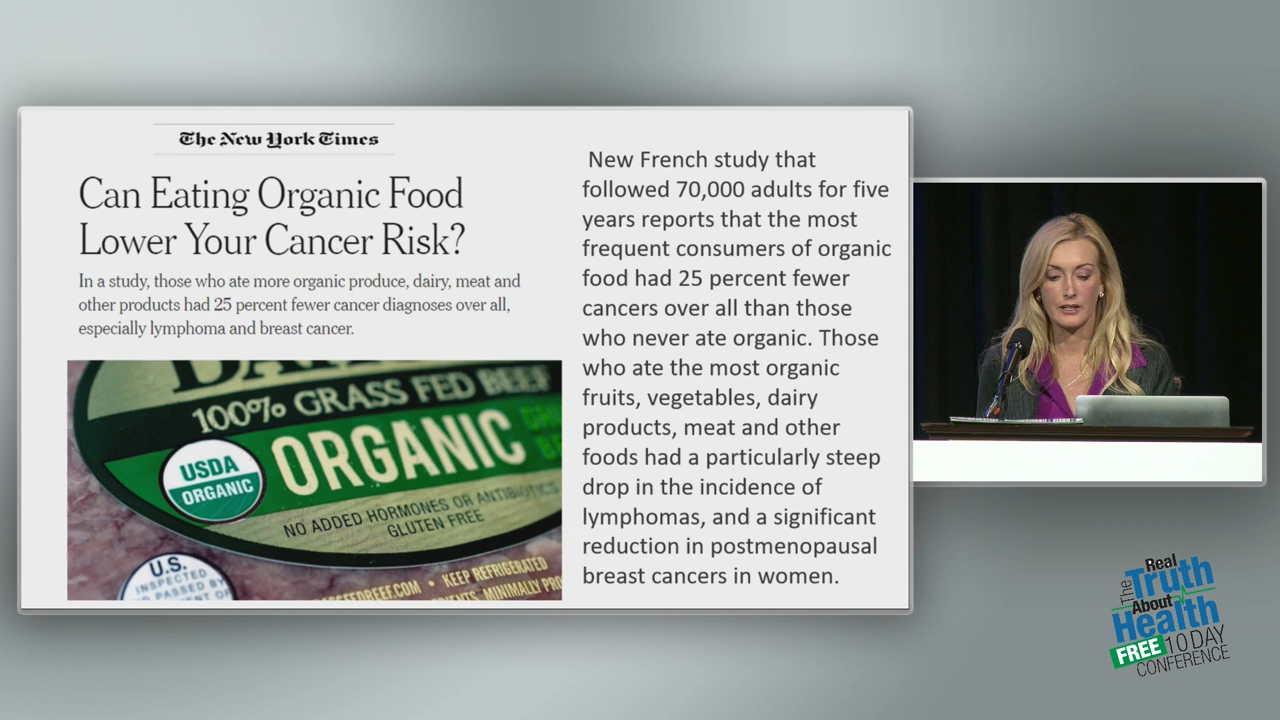 The New York Times
Can Eating Organic Food
Lower Your Cancer Risk?
In a study, those who ate more organic produce, dairy, meat and
other products had 25 percent fewer cancer diagnoses over all,
especially lymphoma and breast cancer.
100% GRASS FED BEEF
ORGANIC
USDA
ORGANIC
NO ADDED HORMONES OR ANTIBIOTICS
GLUTEN FREE
U.S.
INSPECTED
PASSED BY
KEEP REFRIGERATED
MINIMALLY
New French study that
followed 70,000 adults for five
years reports that the most
frequent consumers of organic
food had 25 percent fewer
cancers over all than those
who never ate organic. Those
who ate the most organic
fruits, vegetables, dairy
products, meat and other
foods had a particularly steep
drop in the incidence of
lymphomas, and a significant
reduction in postmenopausal
breast cancers in women.
The Real
Truth
About
Health
FREE 10 DAY
CONFERENCE